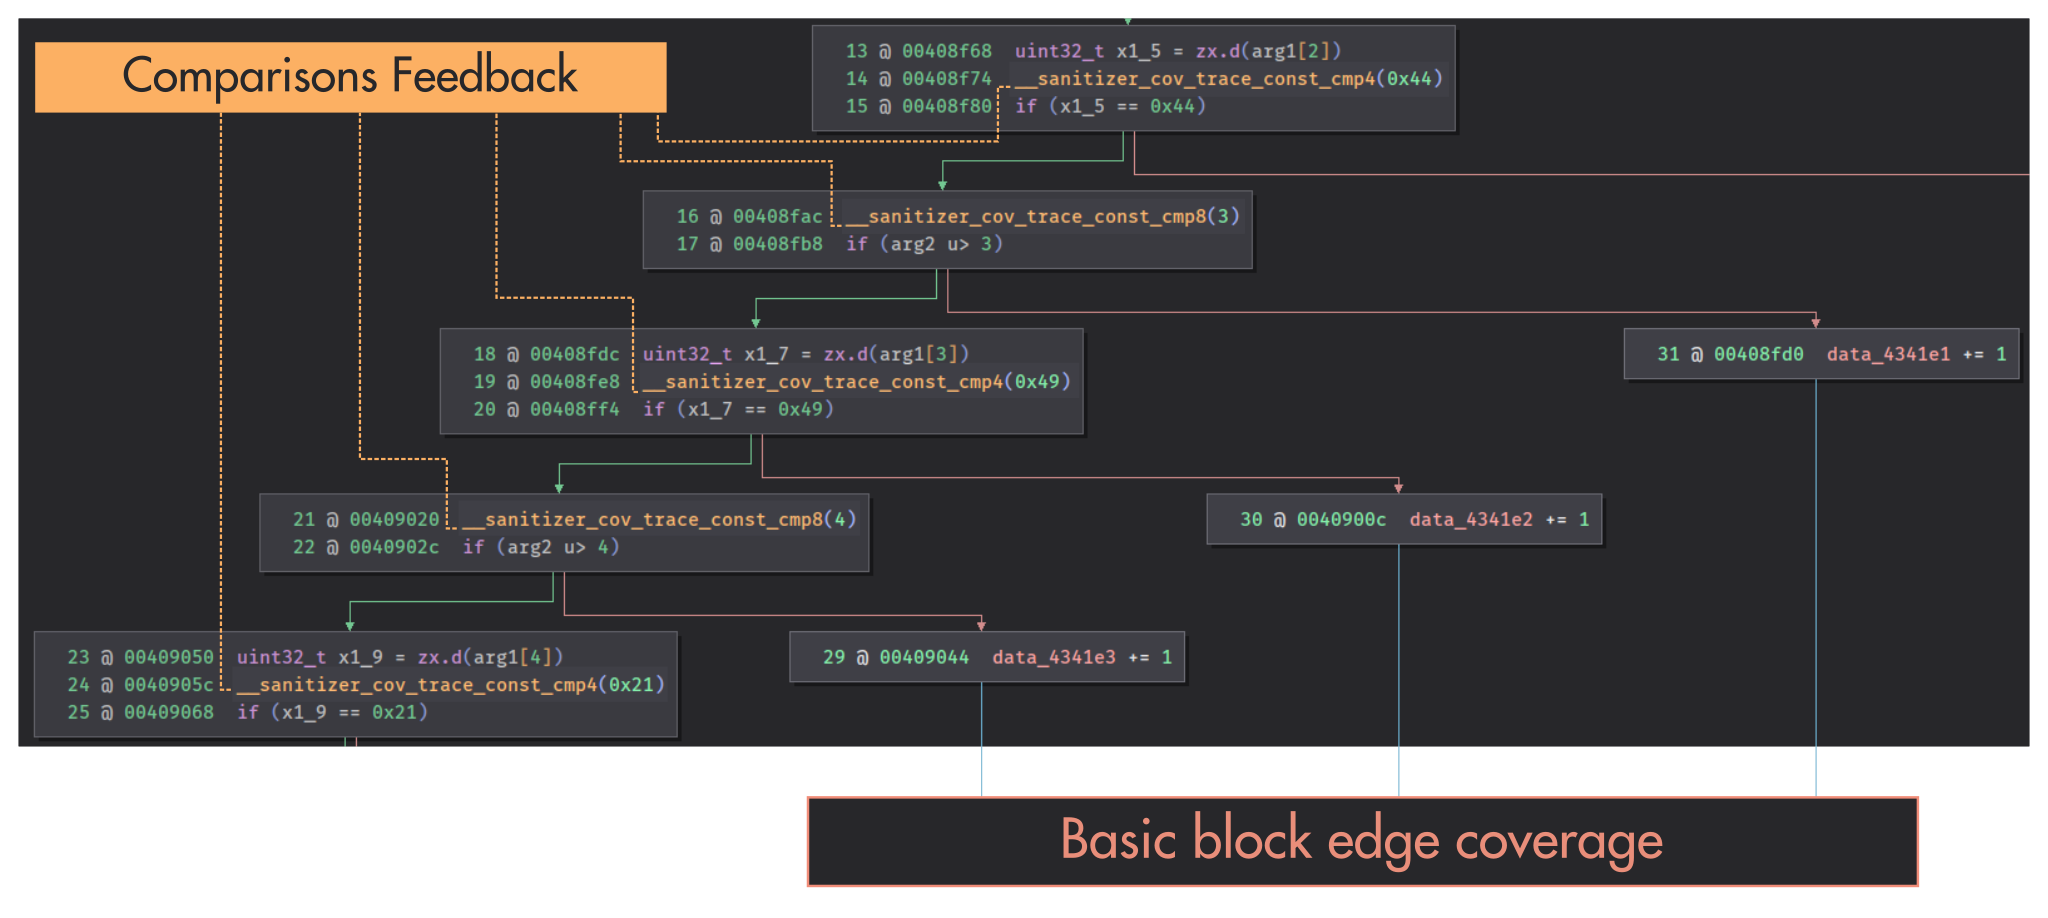 Comparisons Feedback
13 @ 00408f68 uint32_t x1_5 = zx.d(arg1[2])
14 @ 00408f74 __sanitizer_cov_trace_const_cmp4(0x44)
15 @ 00408f80 if (x1_5 == 0x44)
16 @ 00408fac __sanitizer_cov_trace_const_cmp8(3)
17 @ 00408fb8 if (arg2 u> 3)
18 @ 00408fdc uint32_t x1_7 = zx.d(arg1[3])
19 @ 00408fe8 __sanitizer_cov_trace_const_cmp4(0x49)
20 @ 00408ff4 if (x1_7 == 0x49)
31 @ 00408fd0 data_4341e1 += 1
21 @ 00409020 __sanitizer_cov_trace_const_cmp8(4)
22 @ 0040902c if (arg2 u> 4)
30 @ 0040900c data_4341e2 += 1
23 @ 00409050 uint32_t x1_9 = zx.d(arg1[4])
24 @ 0040905c __sanitizer_cov_trace_const_cmp4(0x21)
25 @ 00409068 if (x1_9 == 0x21)
29 @ 00409044 data_4341e3 += 1
Basic block edge coverage